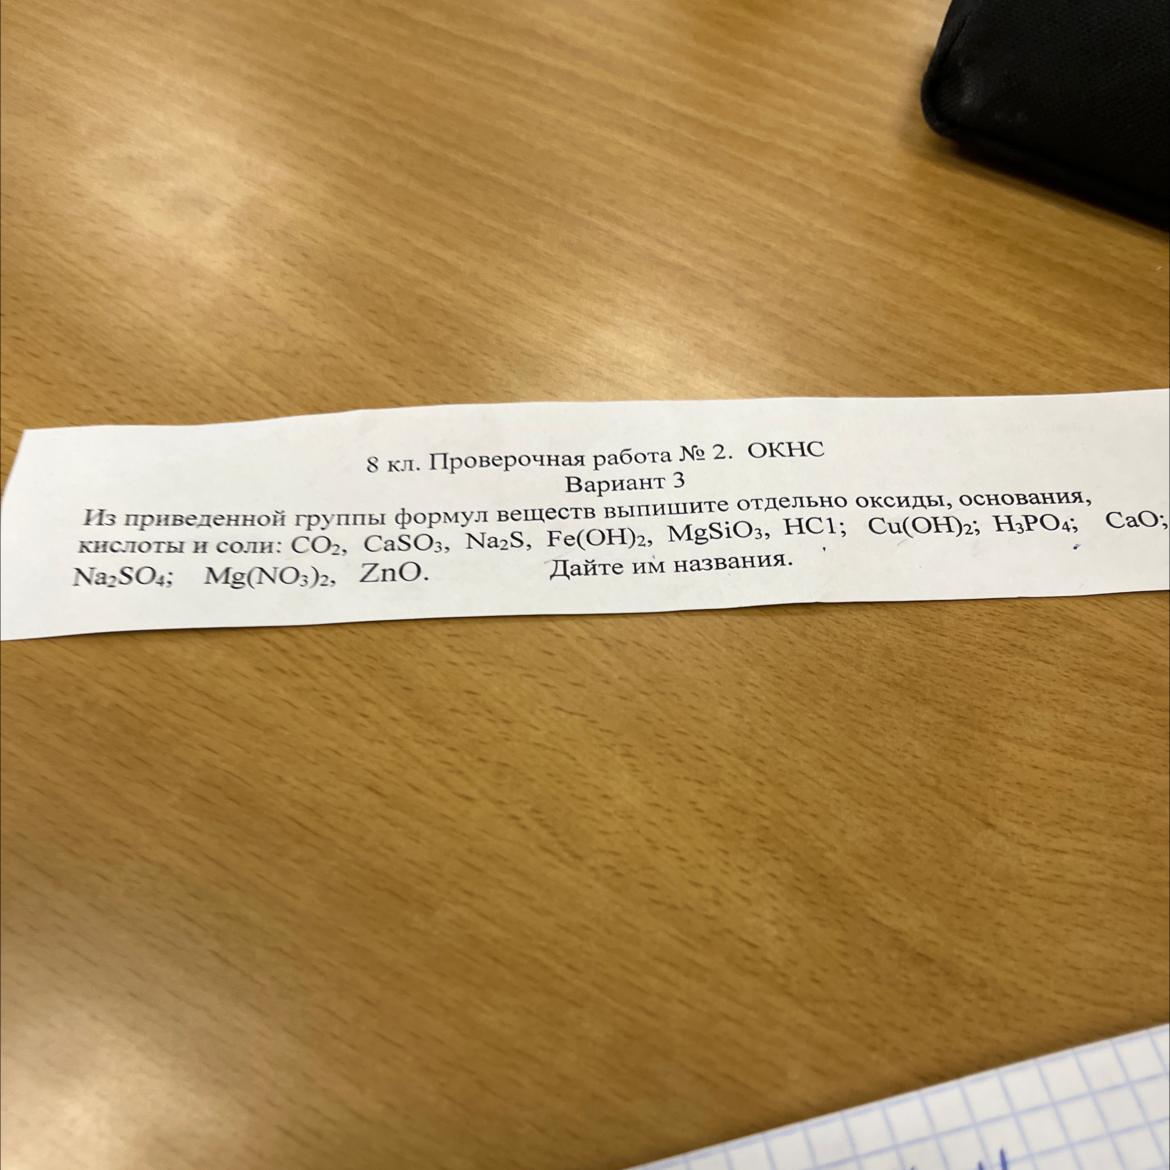 8 кл. Проверочная работа № 2. ОКНС
Вариант 3
Из приведенной группы формул веществ выпишите отдельно оксиды, основания,
кислоты и соли: CO₂, CaSO₃, Na₂S, Fe(OH)₂, MgSiO₃, HC1; Cu(OH)₂; H₃PO₄; CaO;
Na₂SO₄; Mg(NO₃)₂, ZnO. Дайте им названия.